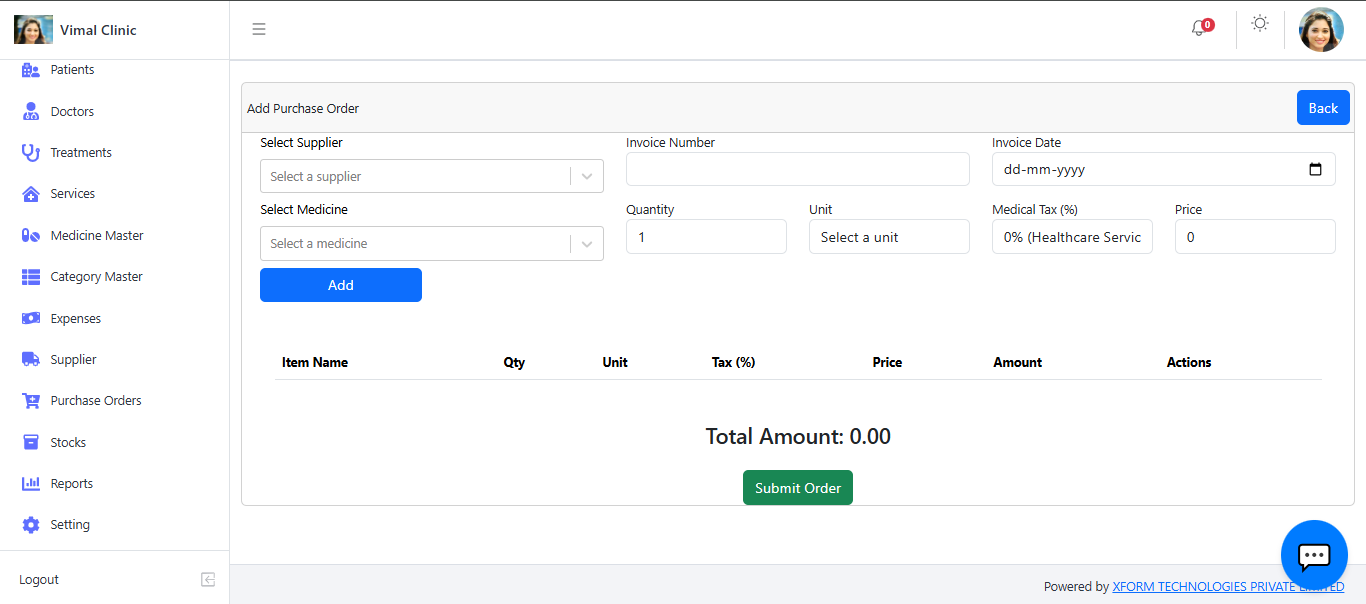 Vimal Clinic
0
Patients
Doctors
Treatments
Services
Medicine Master
Category Master
Expenses
Supplier
Purchase Orders
Stocks
Reports
Setting
Logout
Add Purchase Order
Back
Select Supplier
Invoice Number
Invoice Date
Select a supplier
dd-mm-yyyy
Select Medicine
Quantity
Unit
Medical Tax (%)
Price
Select a medicine
1
Select a unit
0% (Healthcare Servic
0
Add
Item Name Qty Unit Tax (%) Price Amount Actions
Total Amount: 0.00
Submit Order
Powered by XFORM TECHNOLOGIES PRIVATE LIMITED